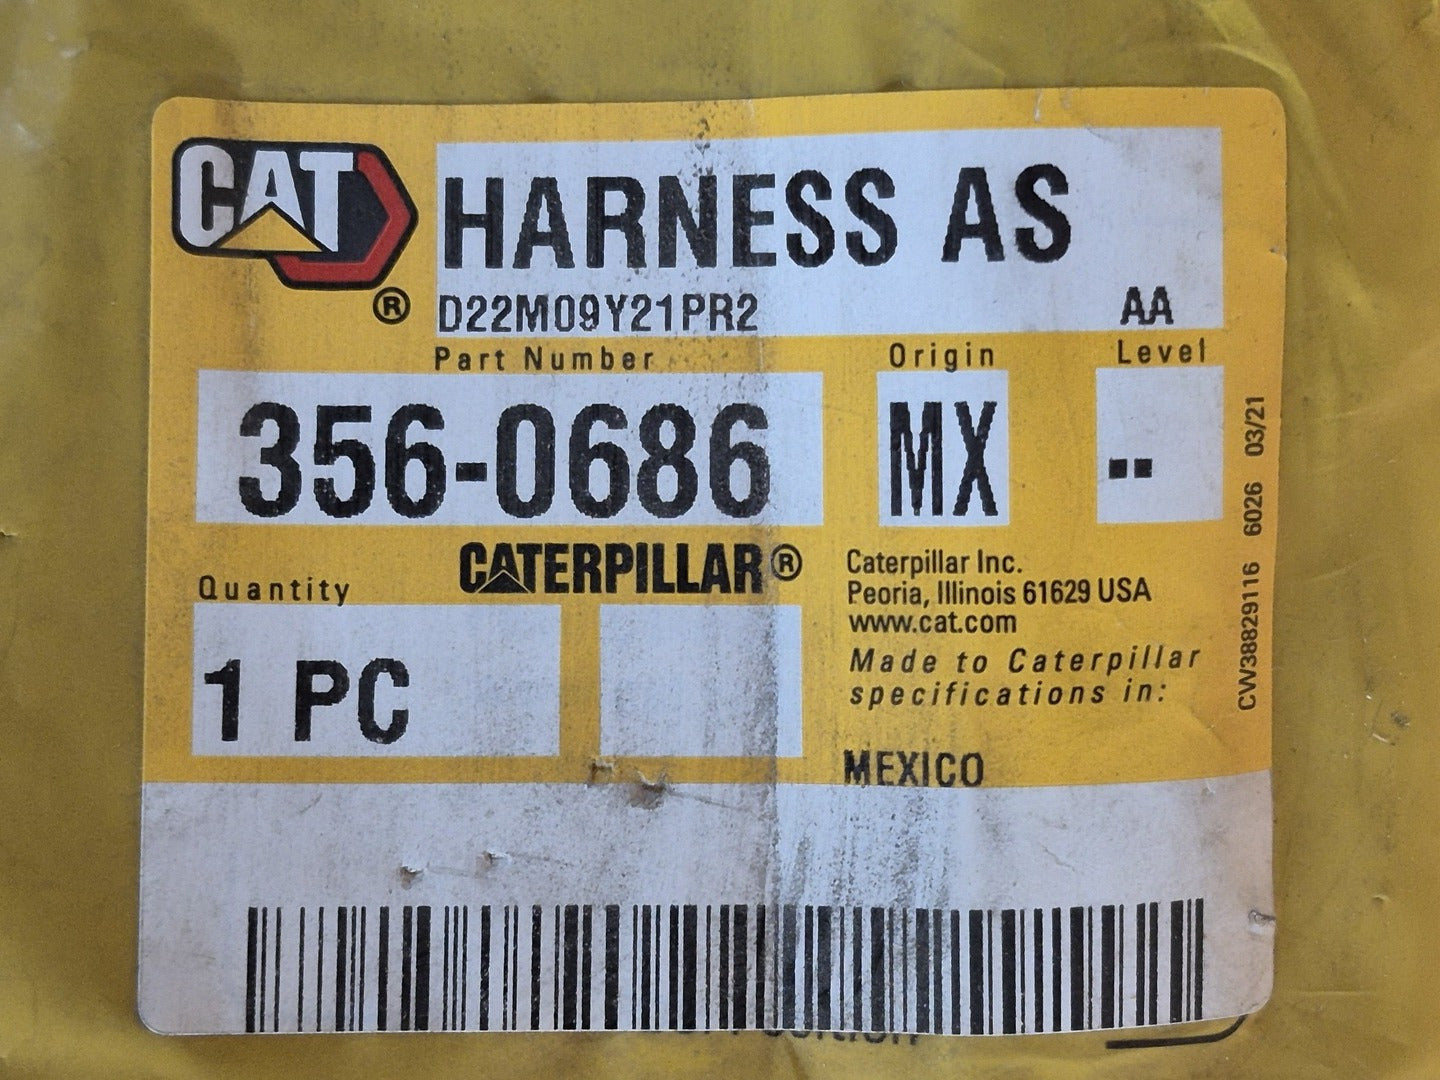 CAT
®
HARNESS AS
D22M09Y21PR2 AA
Part Number Origin Level
356-0686 MX --
CATERPILLAR®
Quantity
1 PC
Caterpillar Inc.
Peoria, Illinois 61629 USA
www.cat.com
Made to Caterpillar
specifications in:
MEXICO
CW38829116 6026 03/21